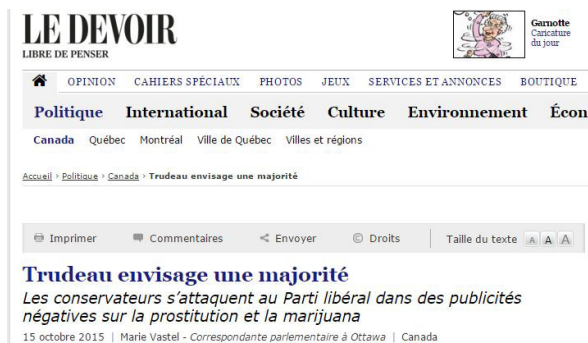 LE DEVOIR
LIBRE DE PENSER
Garnotte
Caricature
du jour
OPINION CAHIERS SPÉCIAUX PHOTOS JEUX SERVICES ET ANNONCES BOUTIQUE
Politique International Société Culture Environnement Écon
Canada Québec Montréal Ville de Québec Villes et régions
Accueil › Politique › Canada › Trudeau envisage une majorité
Imprimer Commentaires Envoyer © Droits Taille du texte A A A
Trudeau envisage une majorité
Les conservateurs s’attaquent au Parti libéral dans des publicités
négatives sur la prostitution et la marijuana
15 octobre 2015 | Marie Vastel - Correspondante parlementaire à Ottawa | Canada